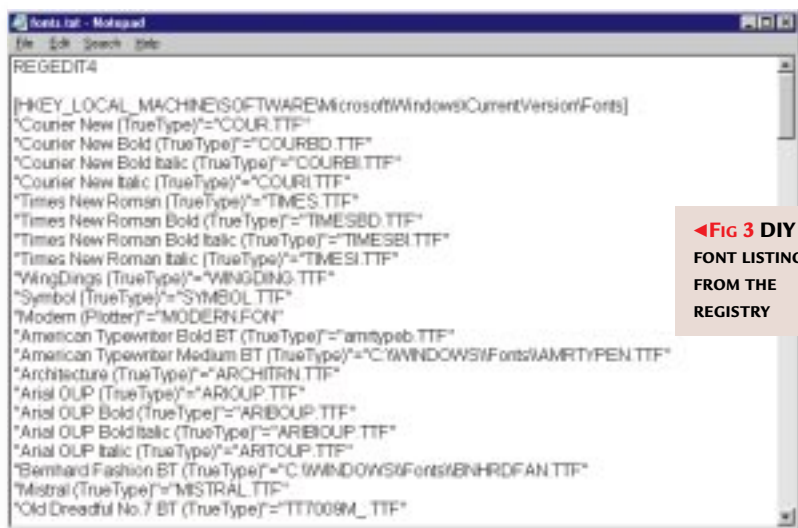 fonts.txt - Notepad
File Edit Search Help
REGEDIT4
[HKEY_LOCAL_MACHINE\SOFTWARE\Microsoft\Windows\CurrentVersion\Fonts]
"Courier New (TrueType)"="COUR.TTF"
"Courier New Bold (TrueType)"="COURBD.TTF"
"Courier New Bold Italic (TrueType)"="COURBI.TTF"
"Courier New Italic (TrueType)"="COURI.TTF"
"Times New Roman (TrueType)"="TIMES.TTF"
"Times New Roman Bold (TrueType)"="TIMESBD.TTF"
"Times New Roman Bold Italic (TrueType)"="TIMESBI.TTF"
"Times New Roman Italic (TrueType)"="TIMESI.TTF"
"WingDings (TrueType)"="WINGDING.TTF"
"Symbol (TrueType)"="SYMBOL.TTF"
"Modern (Plotter)"="MODERN.FON"
"American Typewriter Bold BT (TrueType)"="amrtypeb.TTF"
"American Typewriter Medium BT (TrueType)"="C:\\WINDOWS\\Fonts\\AMRTYPEN.TTF"
"Architecture (TrueType)"="ARCHITRN.TTF"
"Arial OUP (TrueType)"="ARIOUP.TTF"
"Arial OUP Bold (TrueType)"="ARIBOUP.TTF"
"Arial OUP Bold Italic (TrueType)"="ARIBIOUP.TTF"
"Arial OUP Italic (TrueType)"="ARITOUP.TTF"
"Bernhard Fashion BT (TrueType)"="C:\\WINDOWS\\Fonts\\BNHRDFAN.TTF"
"Mistral (TrueType)"="MISTRAL.TTF"
"Old Dreadful No.7 BT (TrueType)"="TT7009M_.TTF"
◄FIG 3 DIY
FONT LISTING
FROM THE
REGISTRY